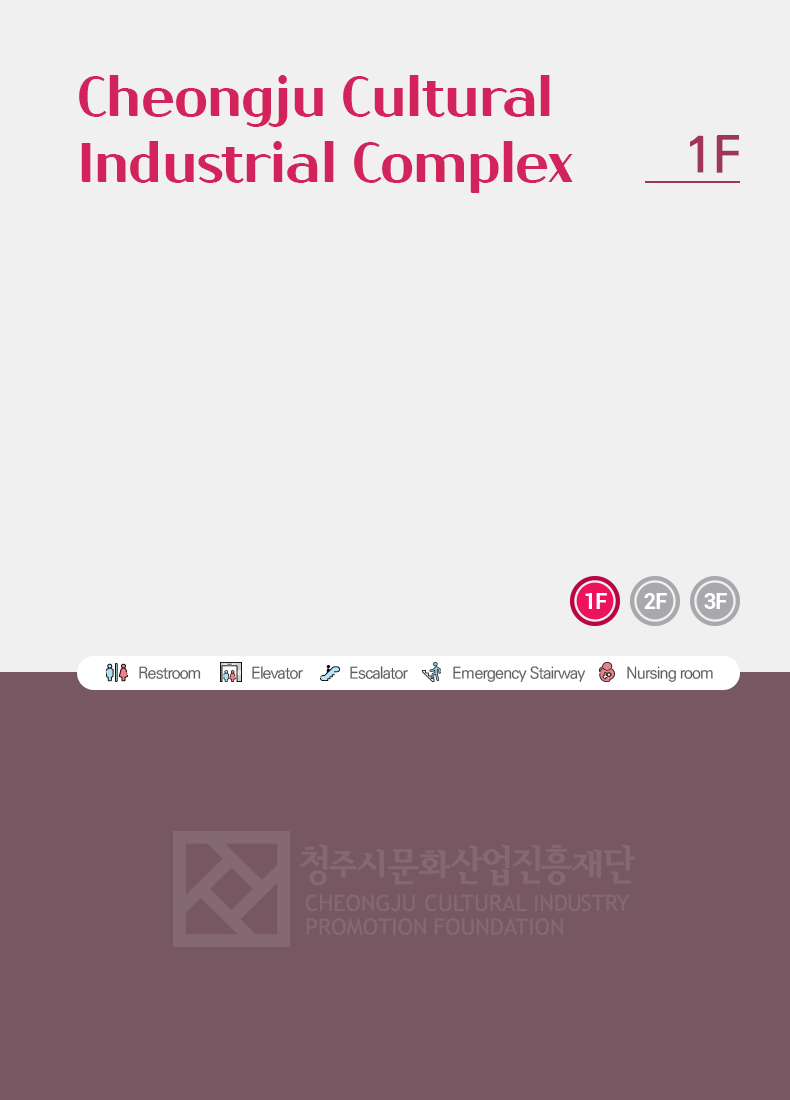 Cheongju Cultural
Industrial Complex
1F
1F 2F 3F
Restroom Elevator Escalator Emergency Stairway Nursing room
청주시문화산업진흥재단
CHEONGJU CULTURAL INDUSTRY
PROMOTION FOUNDATION